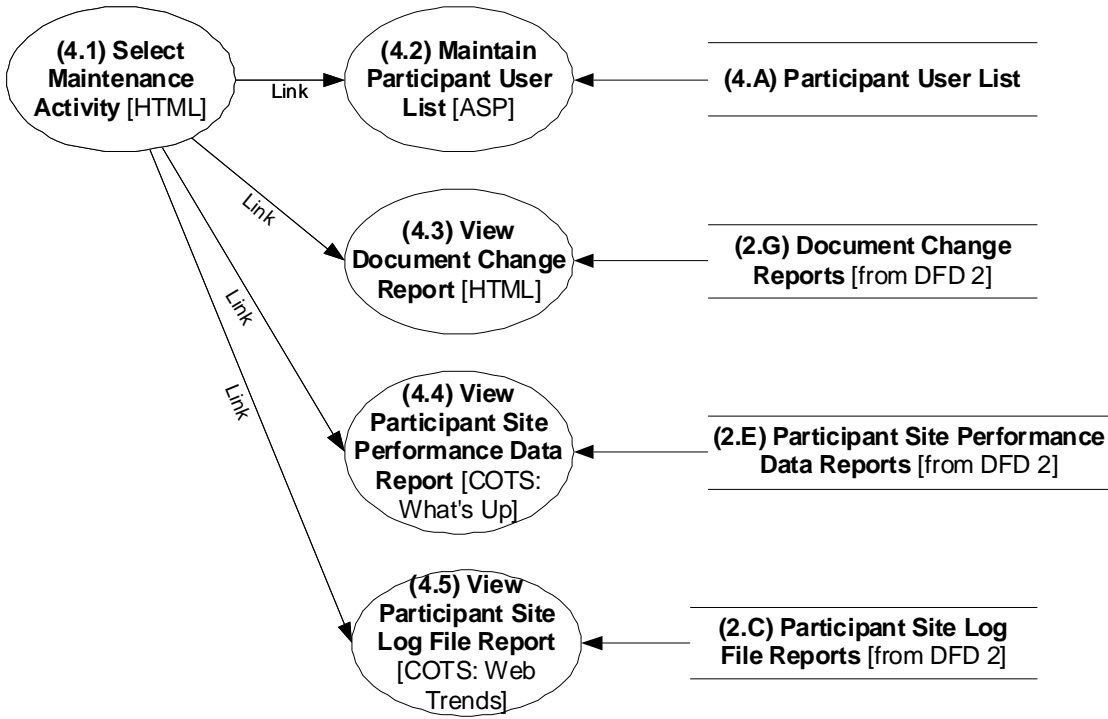 (4.1) Select
Maintenance
Activity [HTML]
Link
(4.2) Maintain
Participant User
List [ASP]
(4.A) Participant User List
Link
(4.3) View
Document Change
Report [HTML]
(2.G) Document Change
Reports [from DFD 2]
Link
(4.4) View
Participant Site
Performance Data
Report [COTS:
What's Up]
(2.E) Participant Site Performance
Data Reports [from DFD 2]
Link
(4.5) View
Participant Site
Log File Report
[COTS: Web
Trends]
(2.C) Participant Site Log
File Reports [from DFD 2]